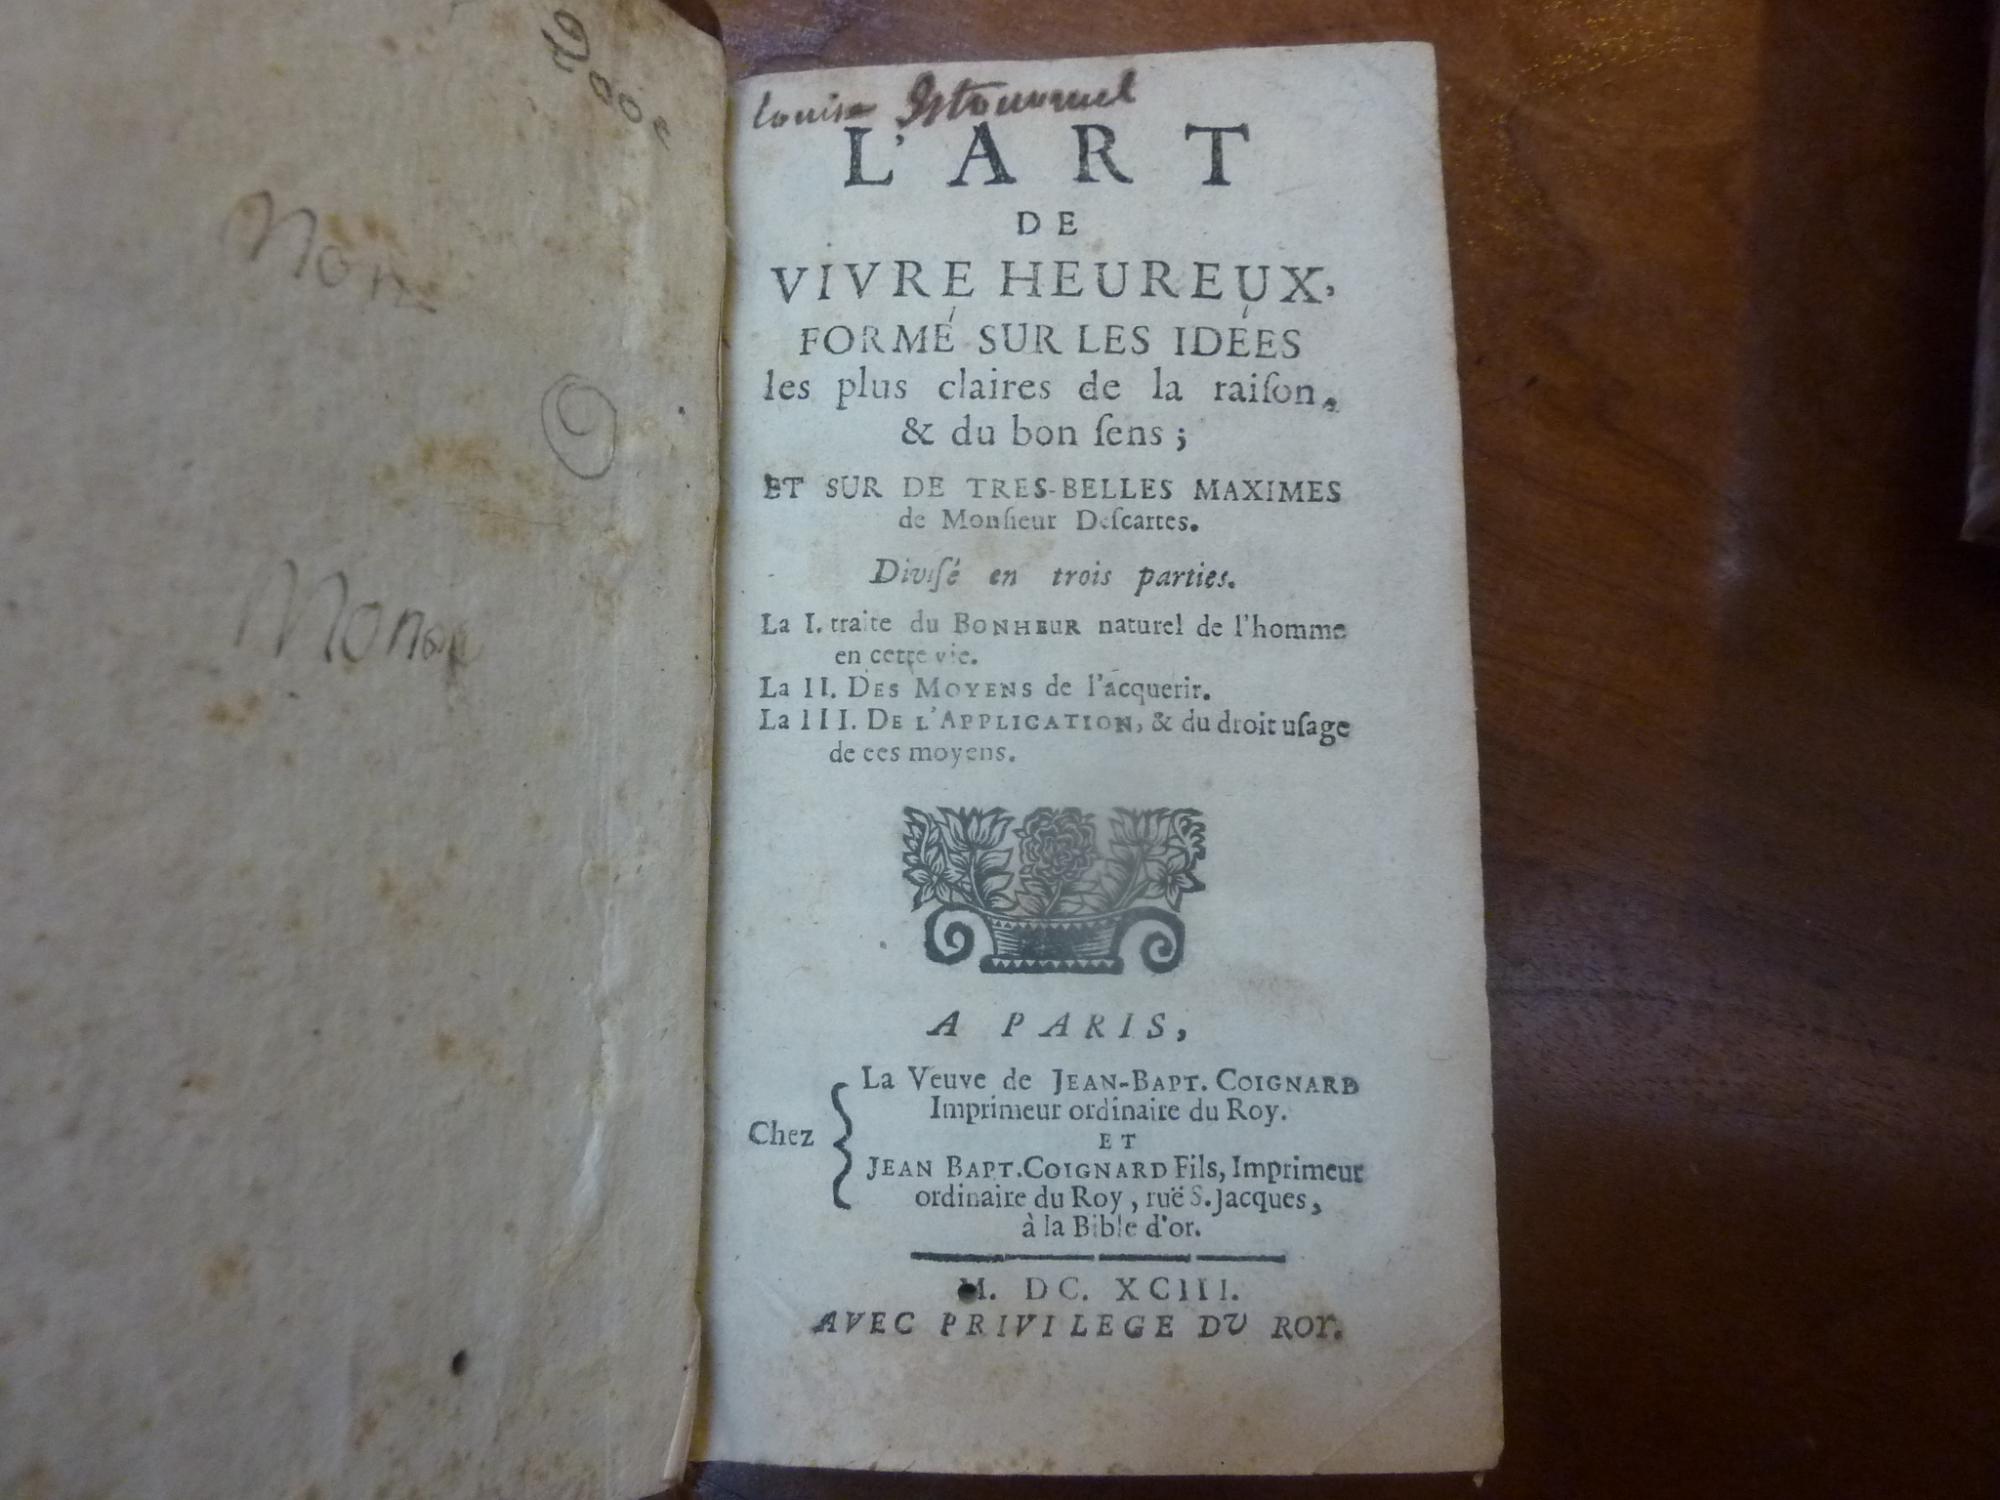 Non
Louise
L'ART
DE
VIVRE HEUREUX,
FORMÉ SUR LES IDÉES
les plus claires de la raiſon,
& du bon ſens ;
ET SUR DE TRES-BELLES MAXIMES
de Monſieur Deſcartes.
Diviſé en trois parties.
La I. traite du BONHEUR naturel de l'homme
en cette vie.
La II. DES MOYENS de l'acquerir.
La III. DE L'APPLICATION, & du droit uſage
de ces moyens.
A PARIS,
La Veuve de JEAN-BAPT. COIGNARD
Imprimeur ordinaire du Roy.
Chez
ET
JEAN BAPT. COIGNARD Fils, Imprimeur
ordinaire du Roy, ruë S. Jacques,
à la Bible d'or.
M. DC. XCIII.
AVEC PRIVILEGE DU ROY.